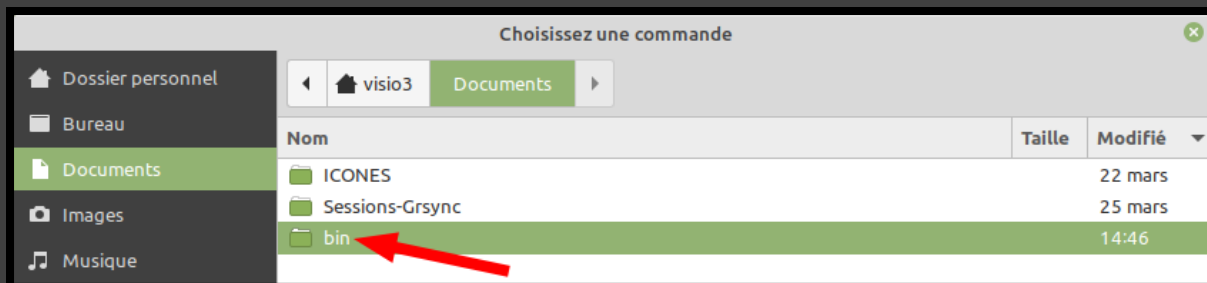 Choisissez une commande
Dossier personnel
Bureau
Documents
Images
Musique
visio3 Documents
Nom Taille Modifié
ICONES 22 mars
Sessions-Grsync 25 mars
bin 14:46